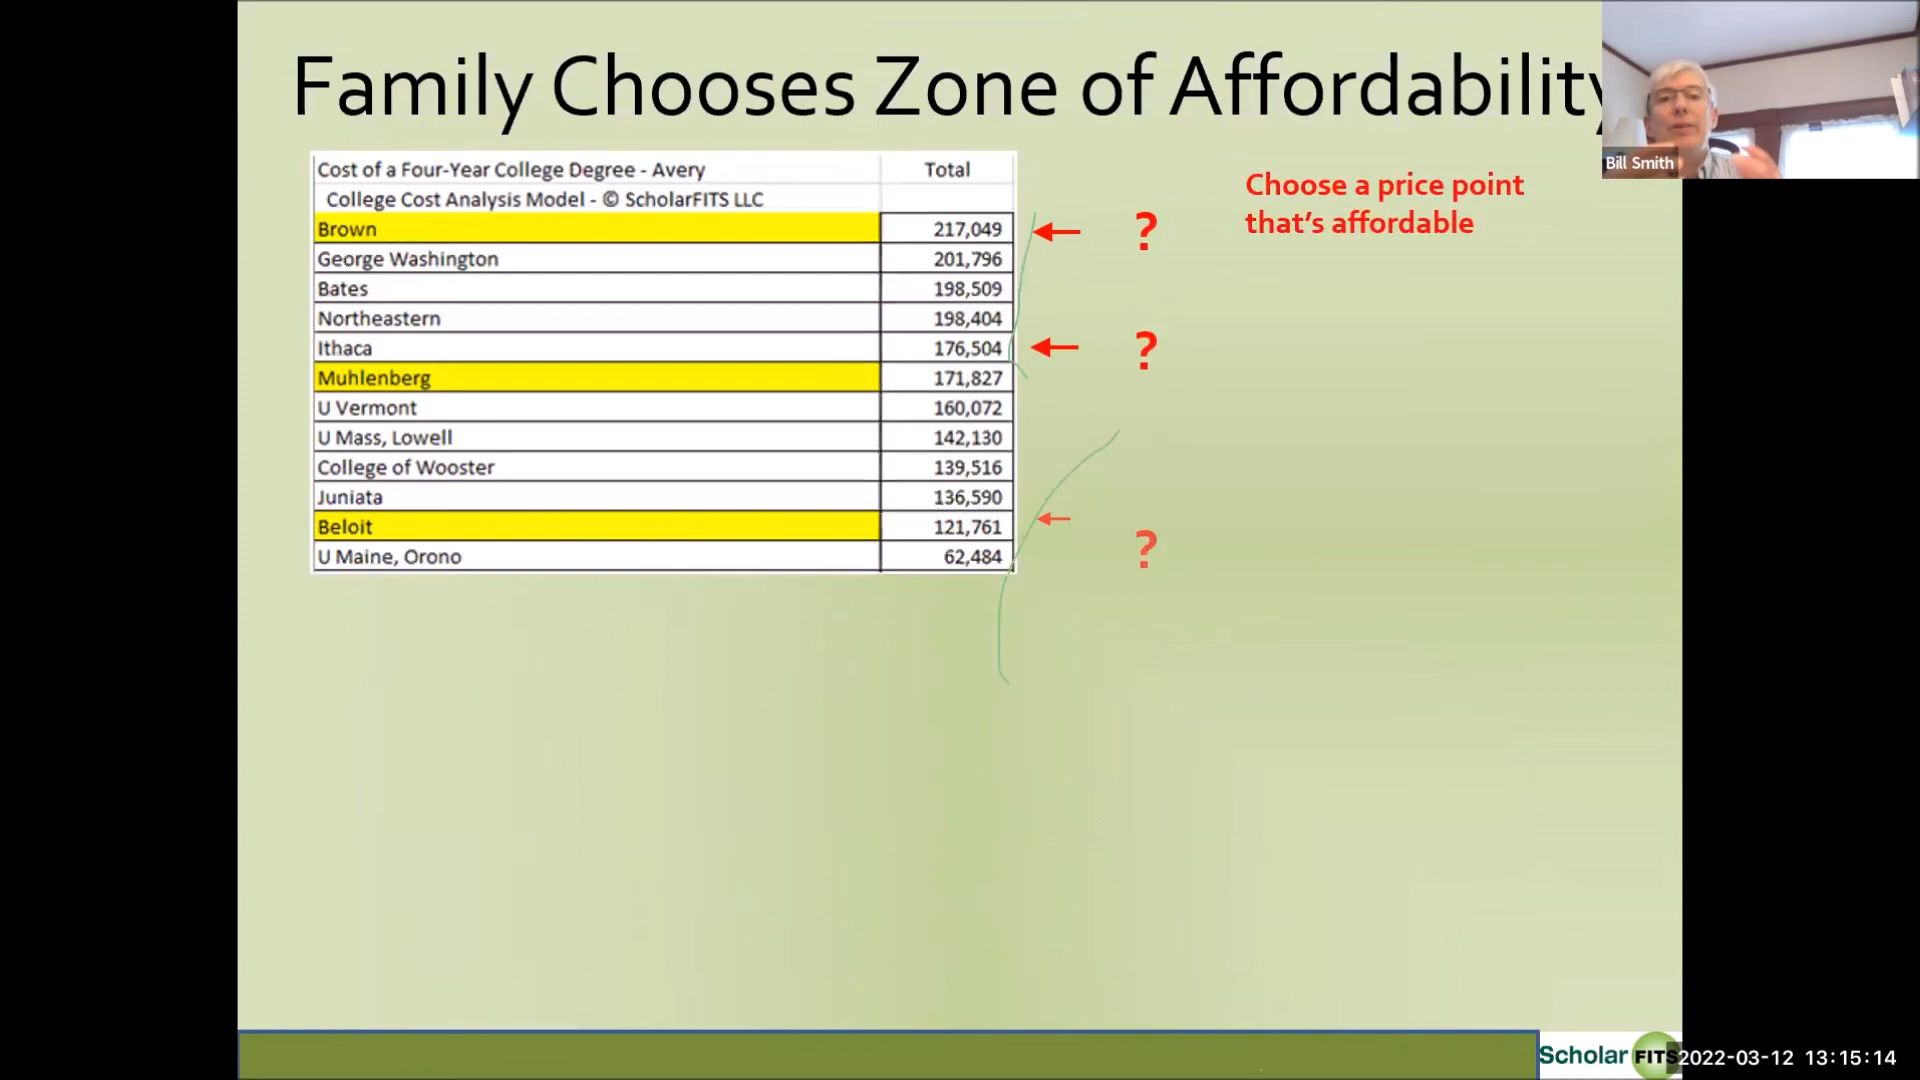 Family Chooses Zone of Affordability
Bill Smith
Cost of a Four-Year College Degree - Avery Total
College Cost Analysis Model - © ScholarFITS LLC
Brown 217,049
George Washington 201,796
Bates 198,509
Northeastern 198,404
Ithaca 176,504
Muhlenberg 171,827
U Vermont 160,072
U Mass, Lowell 142,130
College of Wooster 139,516
Juniata 136,590
Beloit 121,761
U Maine, Orono 62,484
?
?
?
Choose a price point
that's affordable
Scholar FITS
2022-03-12 13:15:14